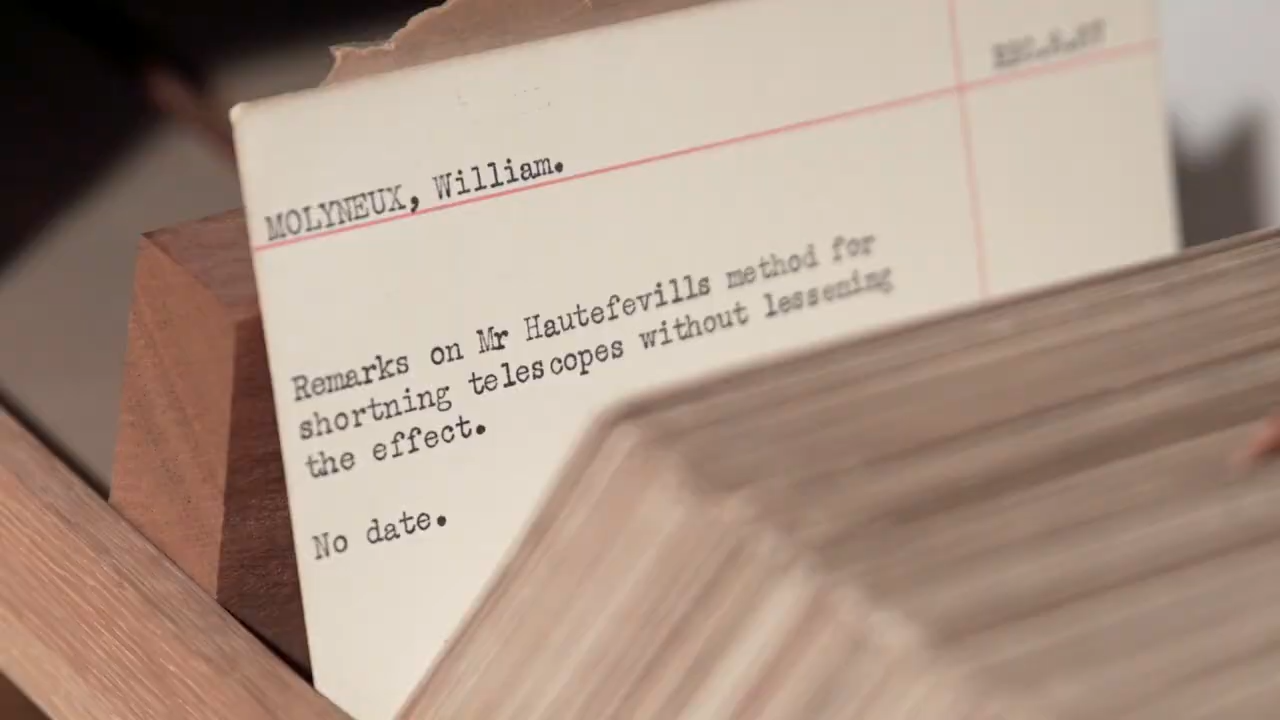 MOLYNEUX, William.
Remarks on Mr Hautefevills method for
shortning telescopes without lessening
the effect.
No date.